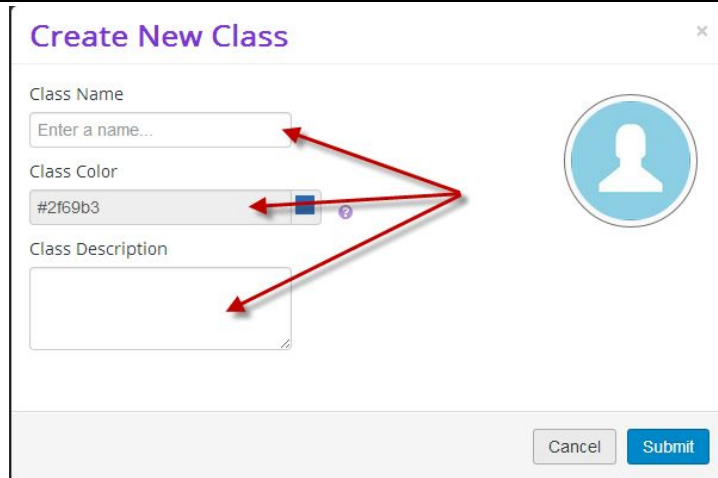 Create New Class
×
Class Name
Enter a name...
Class Color
#2f69b3
?
Class Description
Cancel
Submit